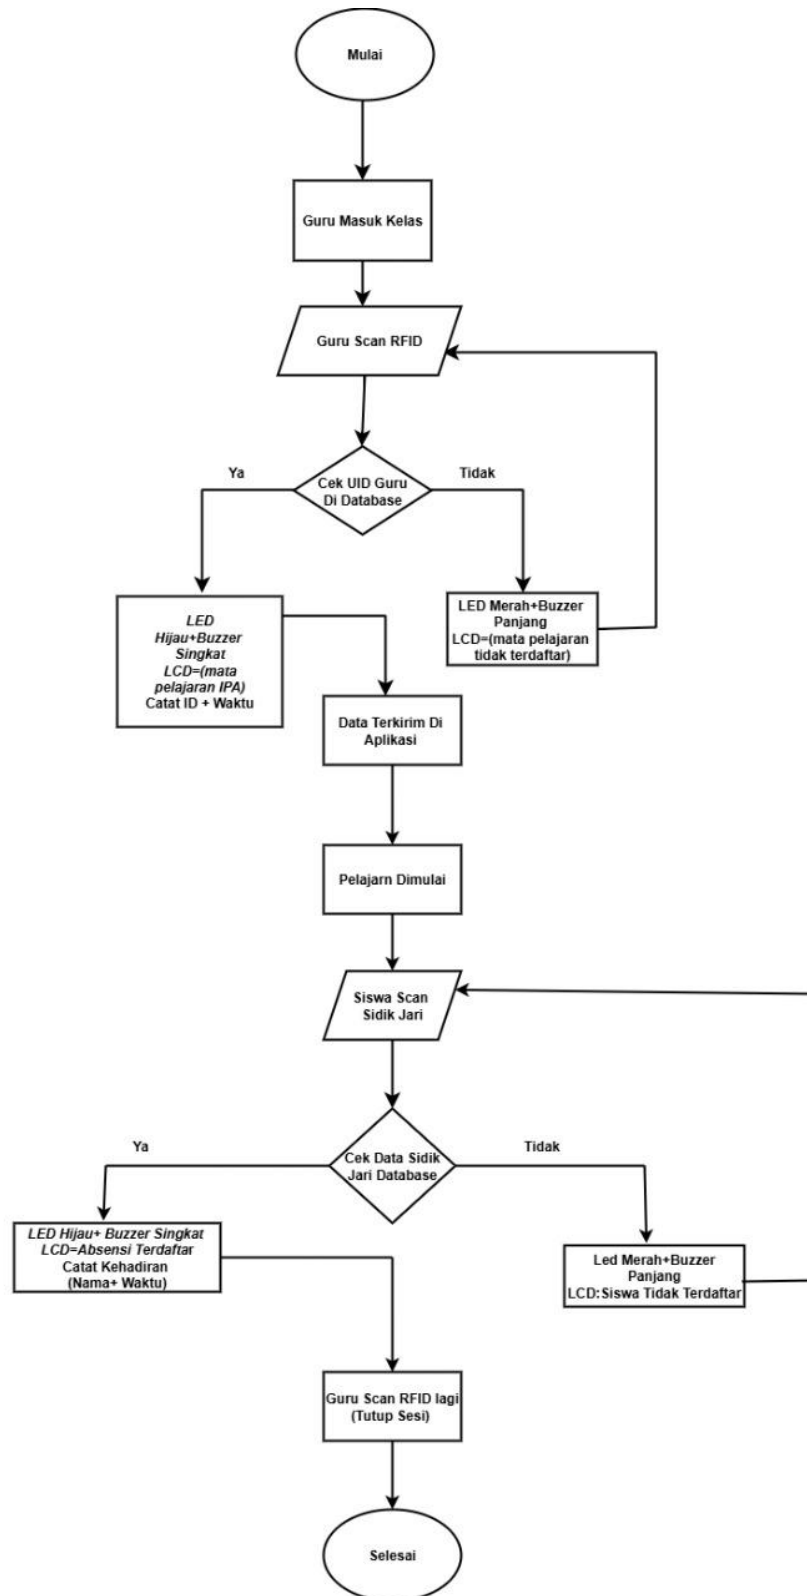 Mulai
Guru Masuk Kelas
Guru Scan RFID
Ya
Cek UID Guru
Di Database
Tidak
LED
Hijau+Buzzer
Singkat
LCD=(mata
pelajaran IPA)
Catat ID + Waktu
LED Merah+Buzzer
Panjang
LCD=(mata pelajaran
tidak terdaftar)
Data Terkirim Di
Aplikasi
Pelajarn Dimulai
Siswa Scan
Sidik Jari
Ya
Cek Data Sidik
Jari Database
Tidak
LED Hijau+ Buzzer Singkat
LCD=Absensi Terdaftar
Catat Kehadiran
(Nama+ Waktu)
Led Merah+Buzzer
Panjang
LCD:Siswa Tidak Terdaftar
Guru Scan RFID lagi
(Tutup Sesi)
Selesai